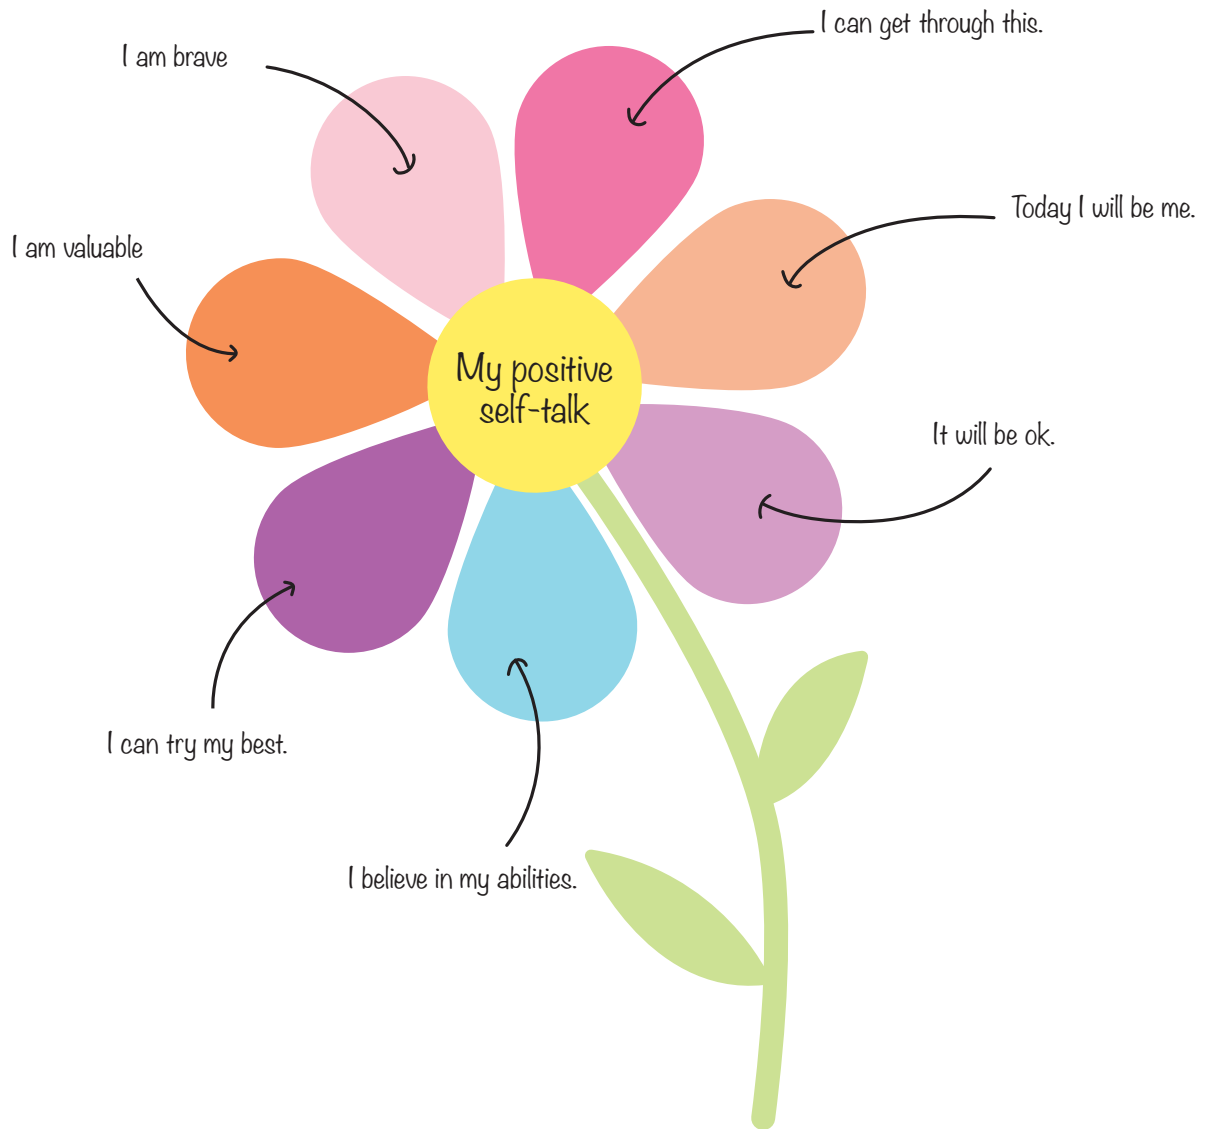 I can get through this.
I am brave
Today I will be me.
I am valuable
My positive
self-talk
It will be ok.
I can try my best.
I believe in my abilities.